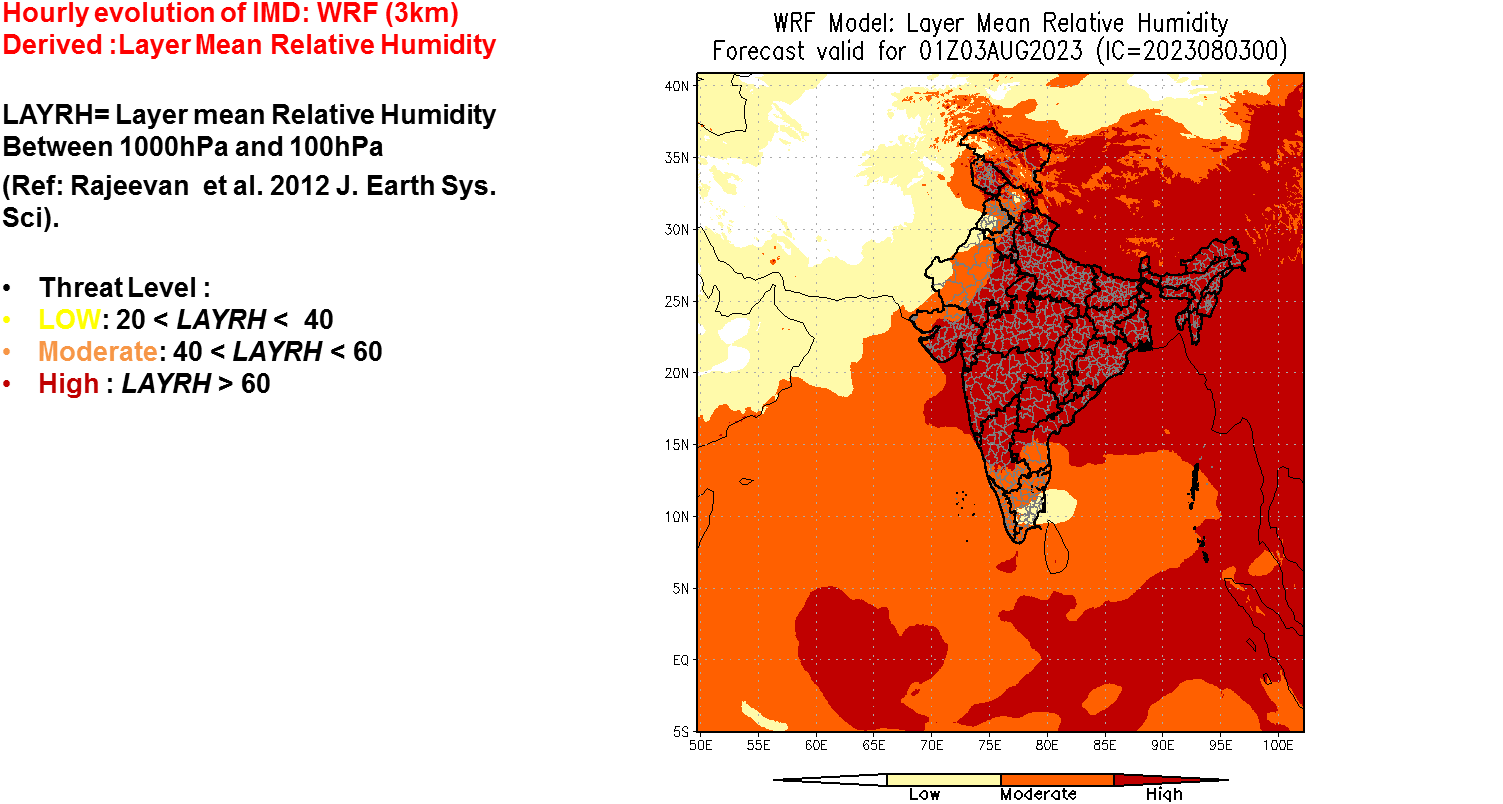 Hourly evolution of IMD: WRF (3km)
Derived :Layer Mean Relative Humidity
LAYRH= Layer mean Relative Humidity
Between 1000hPa and 100hPa
(Ref: Rajeevan et al. 2012 J. Earth Sys.
Sci).
• Threat Level :
• LOW: 20 < LAYRH < 40
• Moderate: 40 < LAYRH < 60
• High : LAYRH > 60
WRF Model: Layer Mean Relative Humidity
Forecast valid for 01Z03AUG2023 (IC=2023080300)
40N
35N
30N
25N
20N
15N
10N
5N
EQ
5S
50E 55E 60E 65E 70E 75E 80E 85E 90E 95E 100E
Low Moderate High